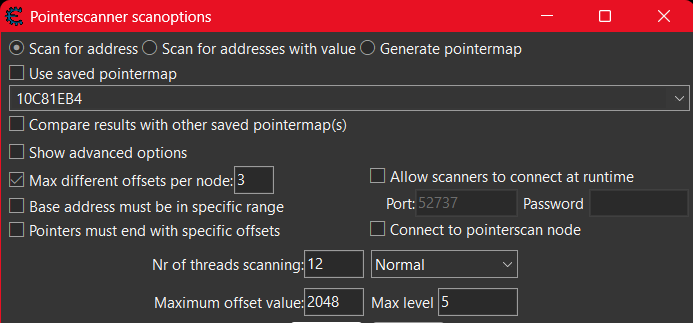 Pointerscanner scanoptions
Scan for address Scan for addresses with value Generate pointermap
Use saved pointermap
10C81EB4
Compare results with other saved pointermap(s)
Show advanced options
Max different offsets per node: 3 Allow scanners to connect at runtime
Base address must be in specific range Port: 52737 Password
Pointers must end with specific offsets Connect to pointerscan node
Nr of threads scanning: 12 Normal
Maximum offset value: 2048 Max level 5